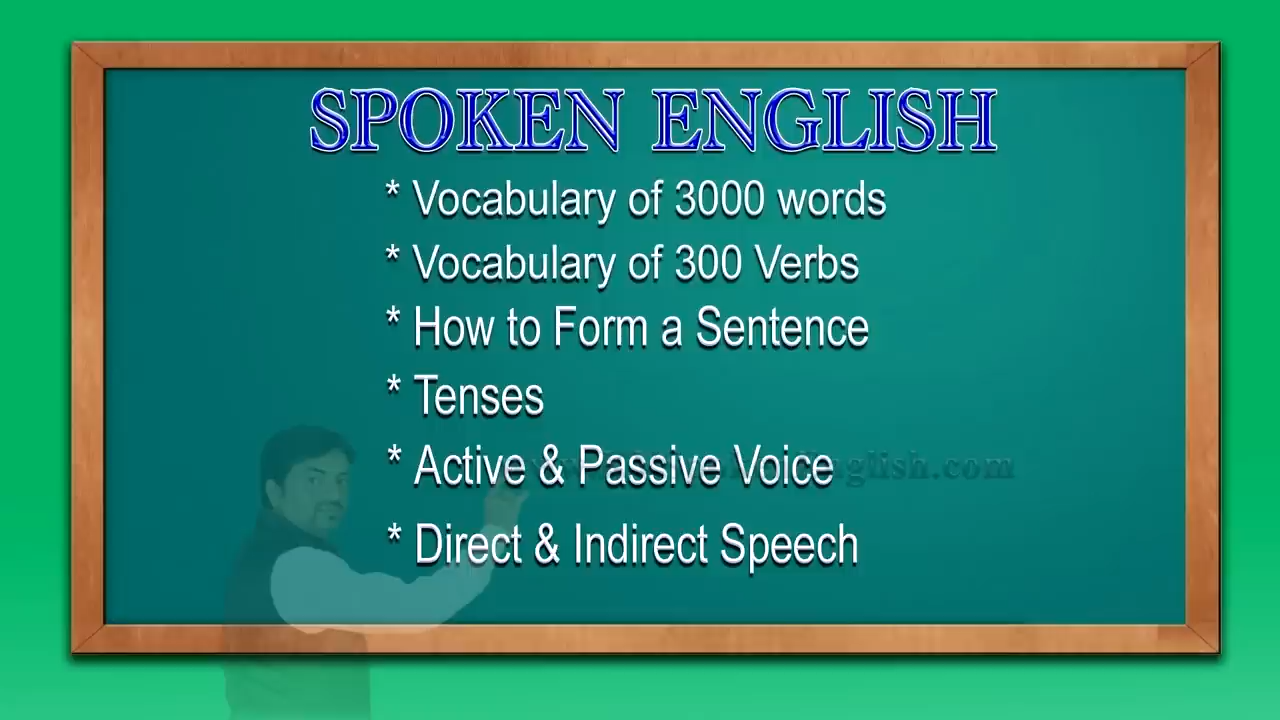 SPOKEN ENGLISH
* Vocabulary of 3000 words
* Vocabulary of 300 Verbs
* How to Form a Sentence
* Tenses
* Active & Passive Voice
* Direct & Indirect Speech